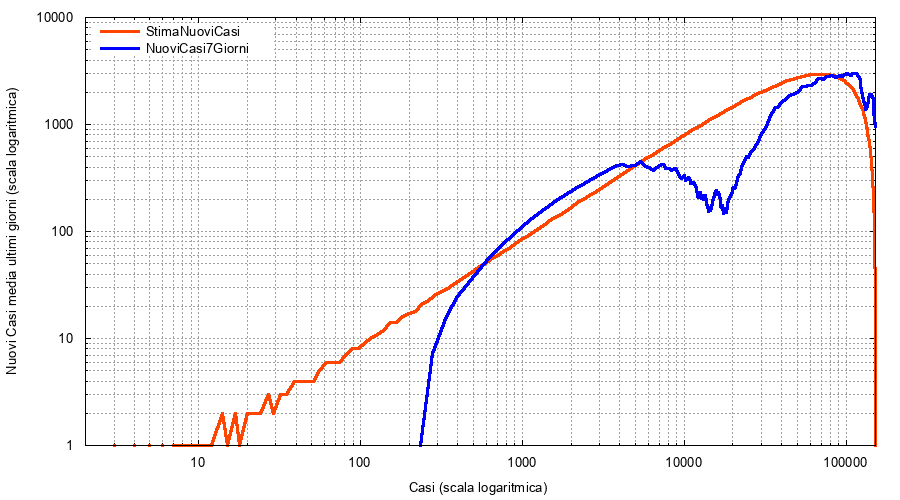 10000
1000
100
10
1
StimaNuoviCasi
NuoviCasi7Giorni
Nuovi Casi media ultimi giorni (scala logaritmica)
10 100 1000 10000 100000
Casi (scala logaritmica)